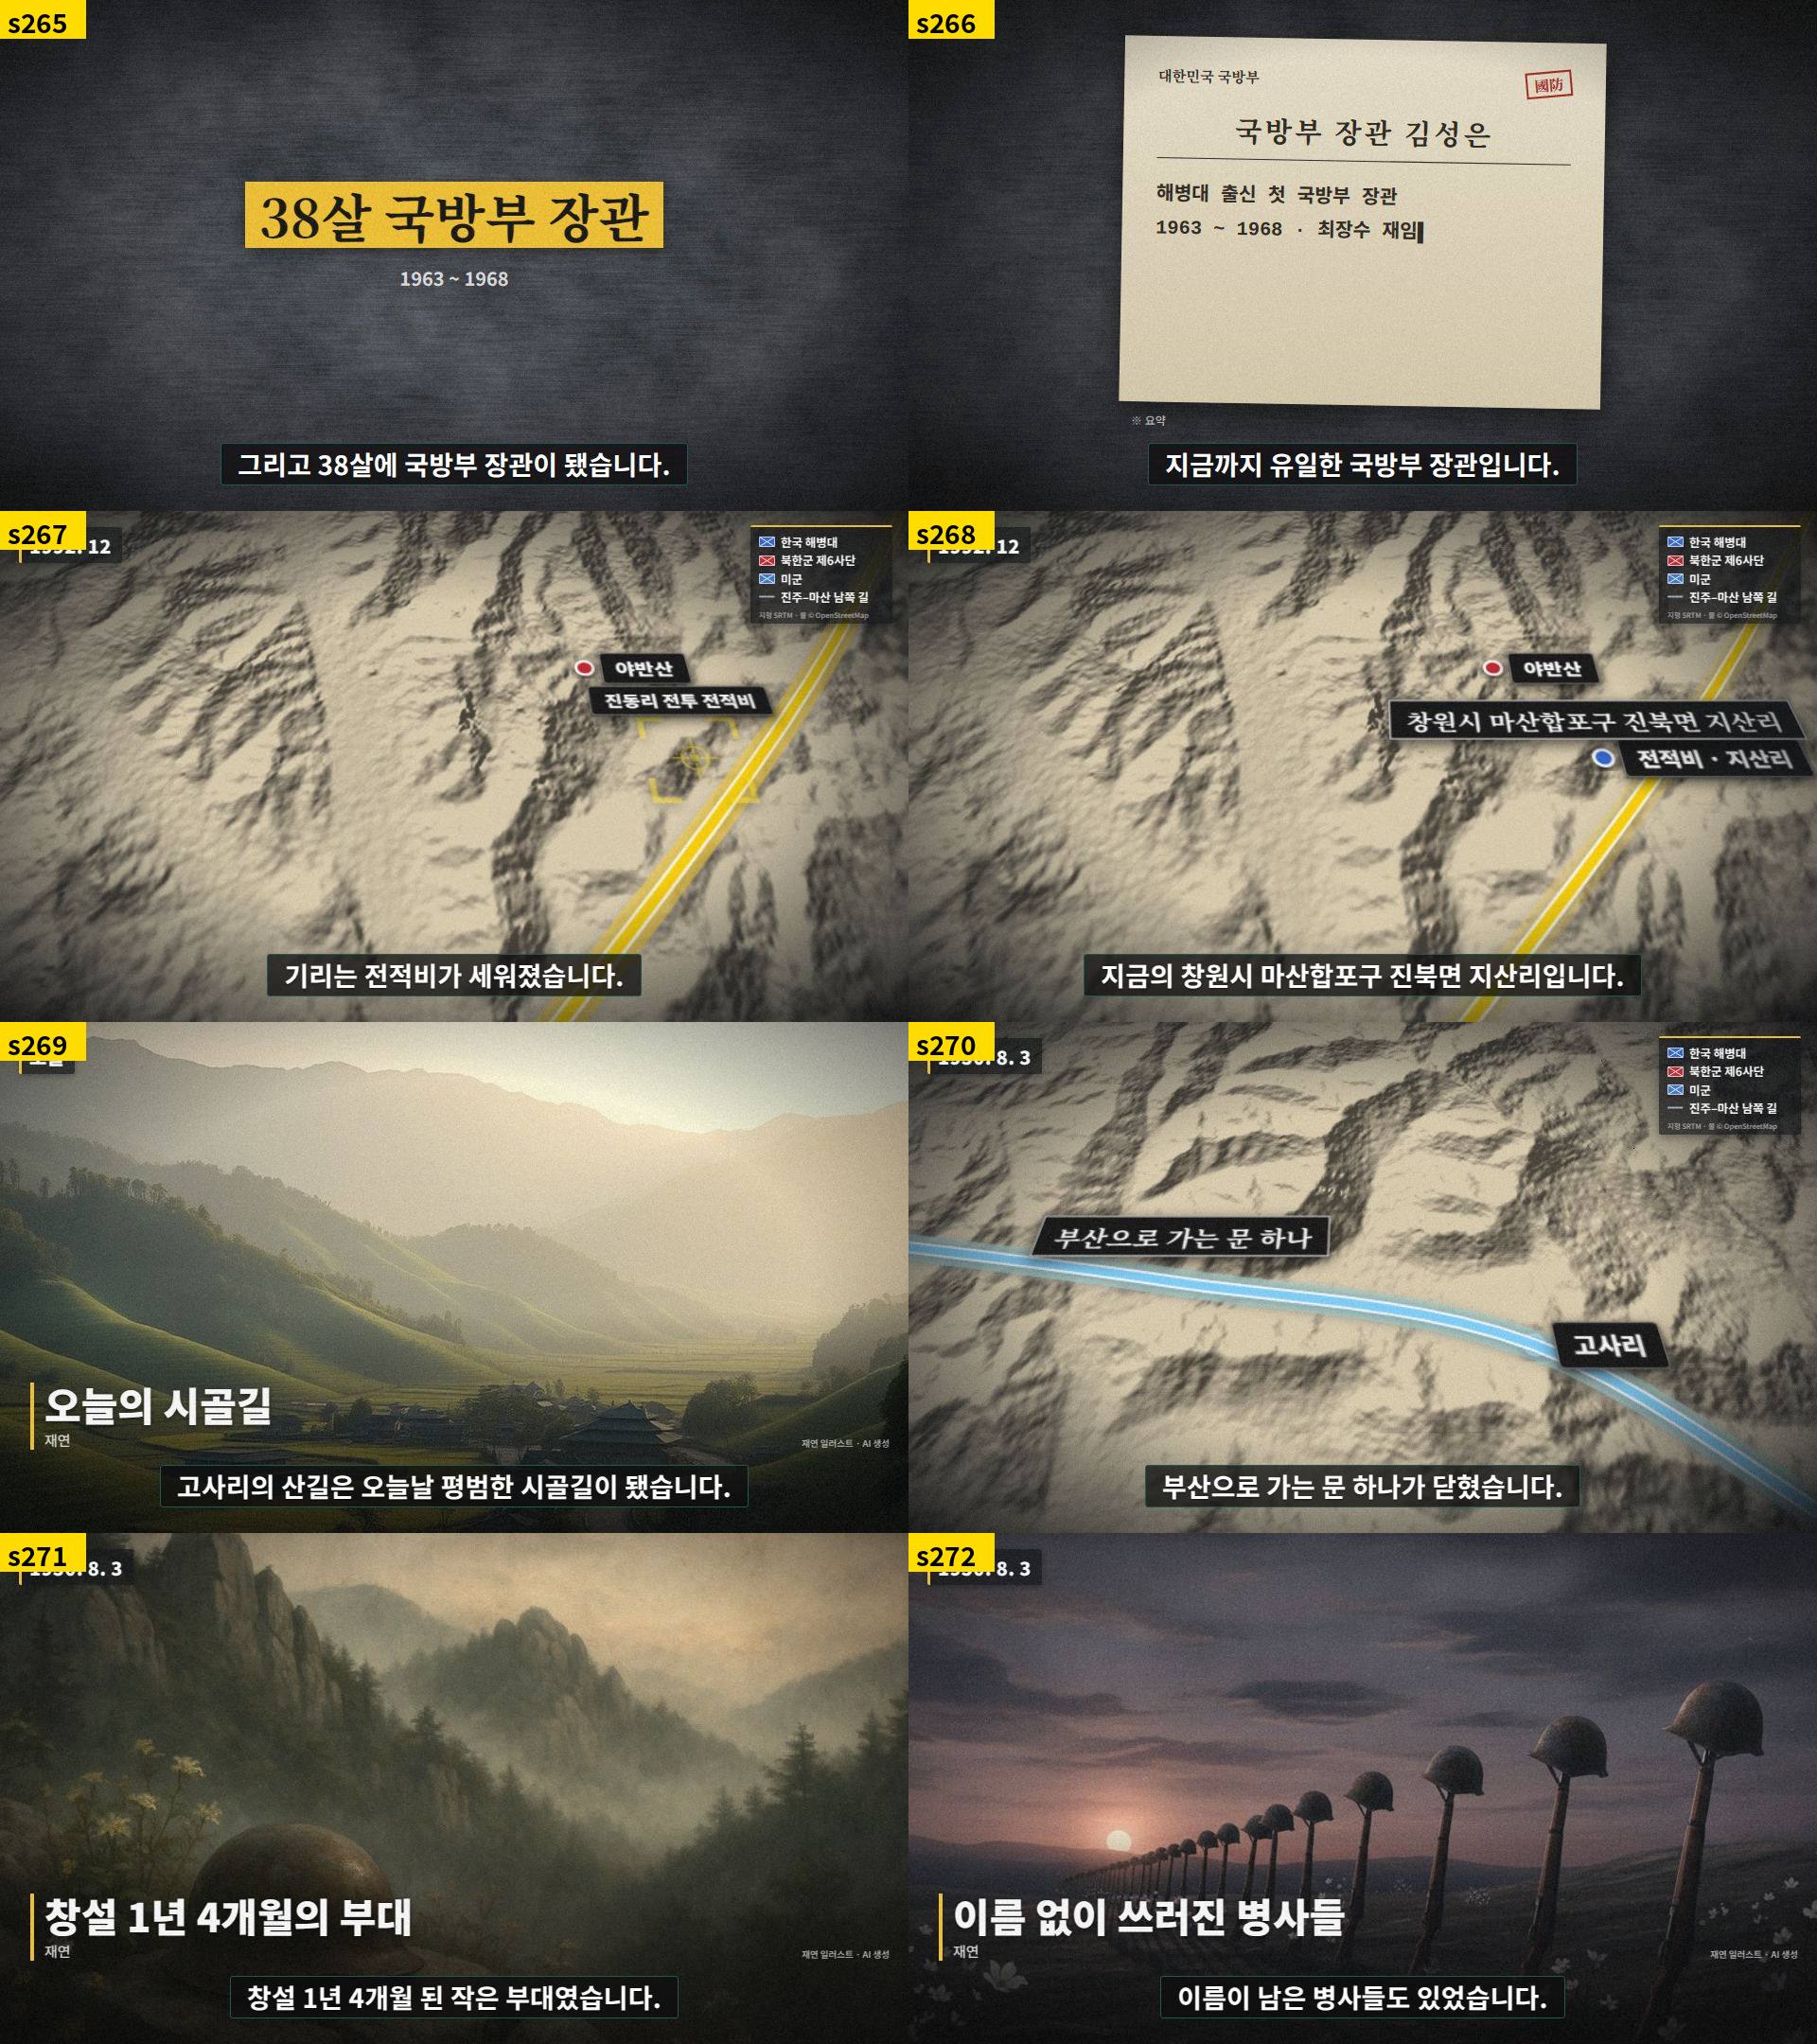 s265
38살 국방부 장관
1963 ~ 1968
그리고 38살에 국방부 장관이 됐습니다.
s266
대한민국 국방부
國防
국방부 장관 김성은
해병대 출신 첫 국방부 장관
1963 ~ 1968 · 최장수 재임
※ 요약
지금까지 유일한 국방부 장관입니다.
s267
12
한국 해병대
북한군 제6사단
미군
진주–마산 남쪽 길
지형 SRTM · 물 © OpenStreetMap
야반산
진동리 전투 전적비
기리는 전적비가 세워졌습니다.
s268
12
한국 해병대
북한군 제6사단
미군
진주–마산 남쪽 길
지형 SRTM · 물 © OpenStreetMap
야반산
창원시 마산합포구 진북면 지산리
전적비 · 지산리
지금의 창원시 마산합포구 진북면 지산리입니다.
s269
오늘의 시골길
재연
재연 일러스트 · AI 생성
고사리의 산길은 오늘날 평범한 시골길이 됐습니다.
s270
8. 3
한국 해병대
북한군 제6사단
미군
진주–마산 남쪽 길
지형 SRTM · 물 © OpenStreetMap
부산으로 가는 문 하나
고사리
부산으로 가는 문 하나가 닫혔습니다.
s271
8. 3
창설 1년 4개월의 부대
재연
재연 일러스트 · AI 생성
창설 1년 4개월 된 작은 부대였습니다.
s272
8. 3
이름 없이 쓰러진 병사들
재연
재연 일러스트 · AI 생성
이름이 남은 병사들도 있었습니다.